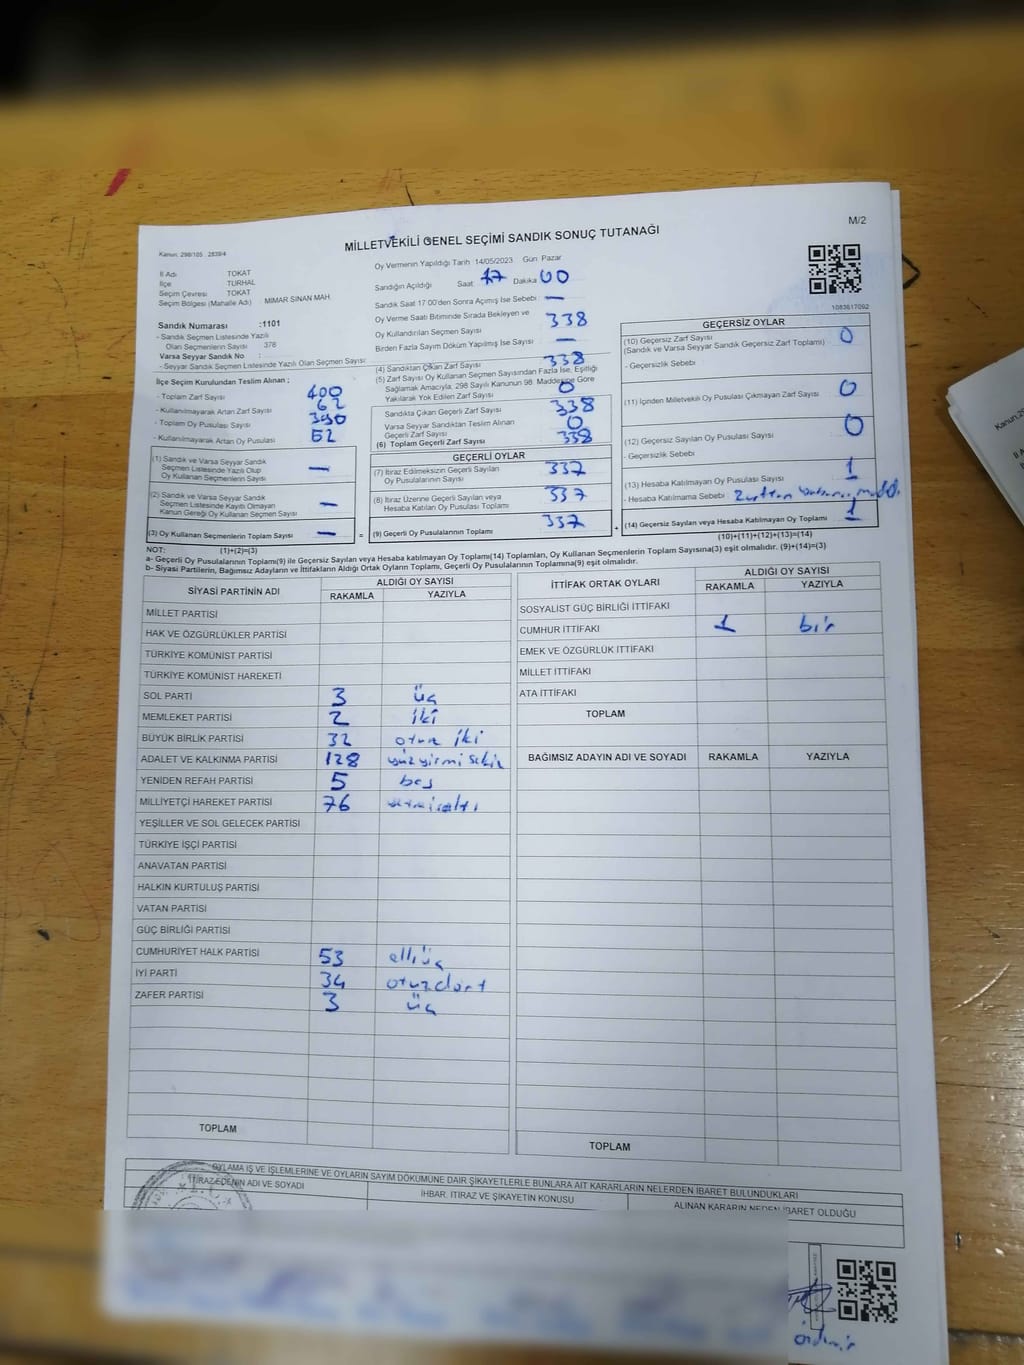 M/2
MİLLETVEKİLİ GENEL SEÇİMİ SANDIK SONUÇ TUTANAĞI
Kanun: 298/105 2839/4
İl Adı TOKAT
İlçe TURHAL
Seçim Çevresi TOKAT
Seçim Bölgesi (Mahalle Adı) MİMAR SİNAN MAH.
Sandık Numarası :1101
- Sandık Seçmen Listesinde Yazılı
Olan Seçmenlerin Sayısı 378
Varsa Seyyar Sandık No :
- Seyyar Sandık Seçmen Listesinde Yazılı Olan Seçmen Sayısı
İlçe Seçim Kurulundan Teslim Alınan ;
- Toplam Zarf Sayısı 400
- Kullanılmayarak Artan Zarf Sayısı 62
- Toplam Oy Pusulası Sayısı 390
- Kullanılmayarak Artan Oy Pusulası 52
(1) Sandık ve Varsa Seyyar Sandık
Seçmen Listesinde Yazılı Olup
Oy Kullanan Seçmenlerin Sayısı —
(2) Sandık ve Varsa Seyyar Sandık
Seçmen Listesinde Kayıtlı Olmayan
Kanun Gereği Oy Kullanan Seçmen Sayısı —
(3) Oy Kullanan Seçmenlerin Toplam Sayısı — =
Oy Vermenin Yapıldığı Tarih 14/05/2023 Gün Pazar
Sandığın Açıldığı Saat 17 Dakika 00
Sandık Saat 17:00'den Sonra Açımış İse Sebebi —
Oy Verme Saati Bitiminde Sırada Bekleyen ve
Oy Kullandırılan Seçmen Sayısı 338
Birden Fazla Sayım Döküm Yapılmış İse Sayısı —
(4) Sandıktan Çıkan Zarf Sayısı 338
(5) Zarf Sayısı Oy Kullanan Seçmen Sayısından Fazla İse, Eşitliği
Sağlamak Amacıyla, 298 Sayılı Kanunun 98. Maddesine Göre
Yakılarak Yok Edilen Zarf Sayısı 0
Sandıkta Çıkan Geçerli Zarf Sayısı 338
Varsa Seyyar Sandıktan Teslim Alınan
Geçerli Zarf Sayısı 0
(6) Toplam Geçerli Zarf Sayısı 338
GEÇERLİ OYLAR
(7) İtiraz Edilmeksizin Geçerli Sayılan
Oy Pusulalarının Sayısı 337
(8) İtiraz Üzerine Geçerli Sayılan veya
Hesaba Katılan Oy Pusulası Toplamı 337
(9) Geçerli Oy Pusulalarının Toplamı 337 +
1083617092
GEÇERSİZ OYLAR
(10) Geçersiz Zarf Sayısı 0
(Sandık ve Varsa Seyyar Sandık Geçersiz Zarf Toplamı)
- Geçersizlik Sebebi
(11) İçinden Milletvekili Oy Pusulası Çıkmayan Zarf Sayısı 0
(12) Geçersiz Sayılan Oy Pusulası Sayısı 0
- Geçersizlik Sebebi
(13) Hesaba Katılmayan Oy Pusulası Sayısı 1
- Hesaba Katılmama Sebebi
(14) Geçersiz Sayılan veya Hesaba Katılmayan Oy Toplamı 1
(10)+(11)+(12)+(13)=(14)
NOT: (1)+(2)=(3)
a- Geçerli Oy Pusulalarının Toplamı(9) ile Geçersiz veya Hesaba katılmayan Oy Toplamı(14) Toplamları, Oy Kullanan Seçmenlerin Toplam Sayısına(3) eşit olmalıdır. (9)+(14)=(3)
b- Siyasi Partilerin, Bağımsız Adayların ve İttifakların Aldığı Ortak Oyların Toplamı, Geçerli Oy Pusulalarının Toplamına(9) eşit olmalıdır.
SİYASİ PARTİNİN ADI ALDIĞI OY SAYISI
RAKAMLA YAZIYLA
MİLLET PARTİSİ
HAK VE ÖZGÜRLÜKLER PARTİSİ
TÜRKİYE KOMÜNİST PARTİSİ
TÜRKİYE KOMÜNİST HAREKETİ
SOL PARTİ 3 üç
MEMLEKET PARTİSİ 2 iki
BÜYÜK BİRLİK PARTİSİ 32 otuz iki
ADALET VE KALKINMA PARTİSİ 128 yüzyirmi sekiz
YENİDEN REFAH PARTİSİ 5 beş
MİLLİYETÇİ HAREKET PARTİSİ 76 yetmişaltı
YEŞİLLER VE SOL GELECEK PARTİSİ
TÜRKİYE İŞÇİ PARTİSİ
ANAVATAN PARTİSİ
HALKIN KURTULUŞ PARTİSİ
VATAN PARTİSİ
GÜÇ BİRLİĞİ PARTİSİ
CUMHURİYET HALK PARTİSİ 53 elliüç
İYİ PARTİ 34 otuzdört
ZAFER PARTİSİ 3 üç
TOPLAM
İTTİFAK ORTAK OYLARI ALDIĞI OY SAYISI
RAKAMLA YAZIYLA
SOSYALİST GÜÇ BİRLİĞİ İTTİFAKI
CUMHUR İTTİFAKI 1 bir
EMEK VE ÖZGÜRLÜK İTTİFAKI
MİLLET İTTİFAKI
ATA İTTİFAKI
TOPLAM
BAĞIMSIZ ADAYIN ADI VE SOYADI RAKAMLA YAZIYLA
TOPLAM
OYLAMA İŞ VE İŞLEMLERİNE VE OYLARIN SAYIM DÖKÜMÜNE DAİR ŞİKAYETLERLE BUNLARA AİT KARARLARIN NELERDEN İBARET BULUNDUKLARI
İTİRAZ EDENİN ADI VE SOYADI
İHBAR, İTİRAZ VE ŞİKAYETİN KONUSU
ALINAN KARARIN NEDEN İBARET OLDUĞU